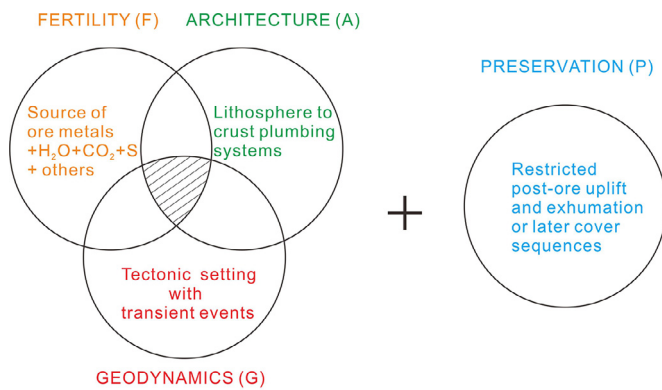 FERTILITY (F)
ARCHITECTURE (A)
PRESERVATION (P)
Source of
ore metals
+H₂O+CO₂+S
+ others
Lithosphere to
crust plumbing
systems
+
Restricted
post-ore uplift
and exhumation
or later cover
sequences
Tectonic setting
with
transient events
GEODYNAMICS (G)